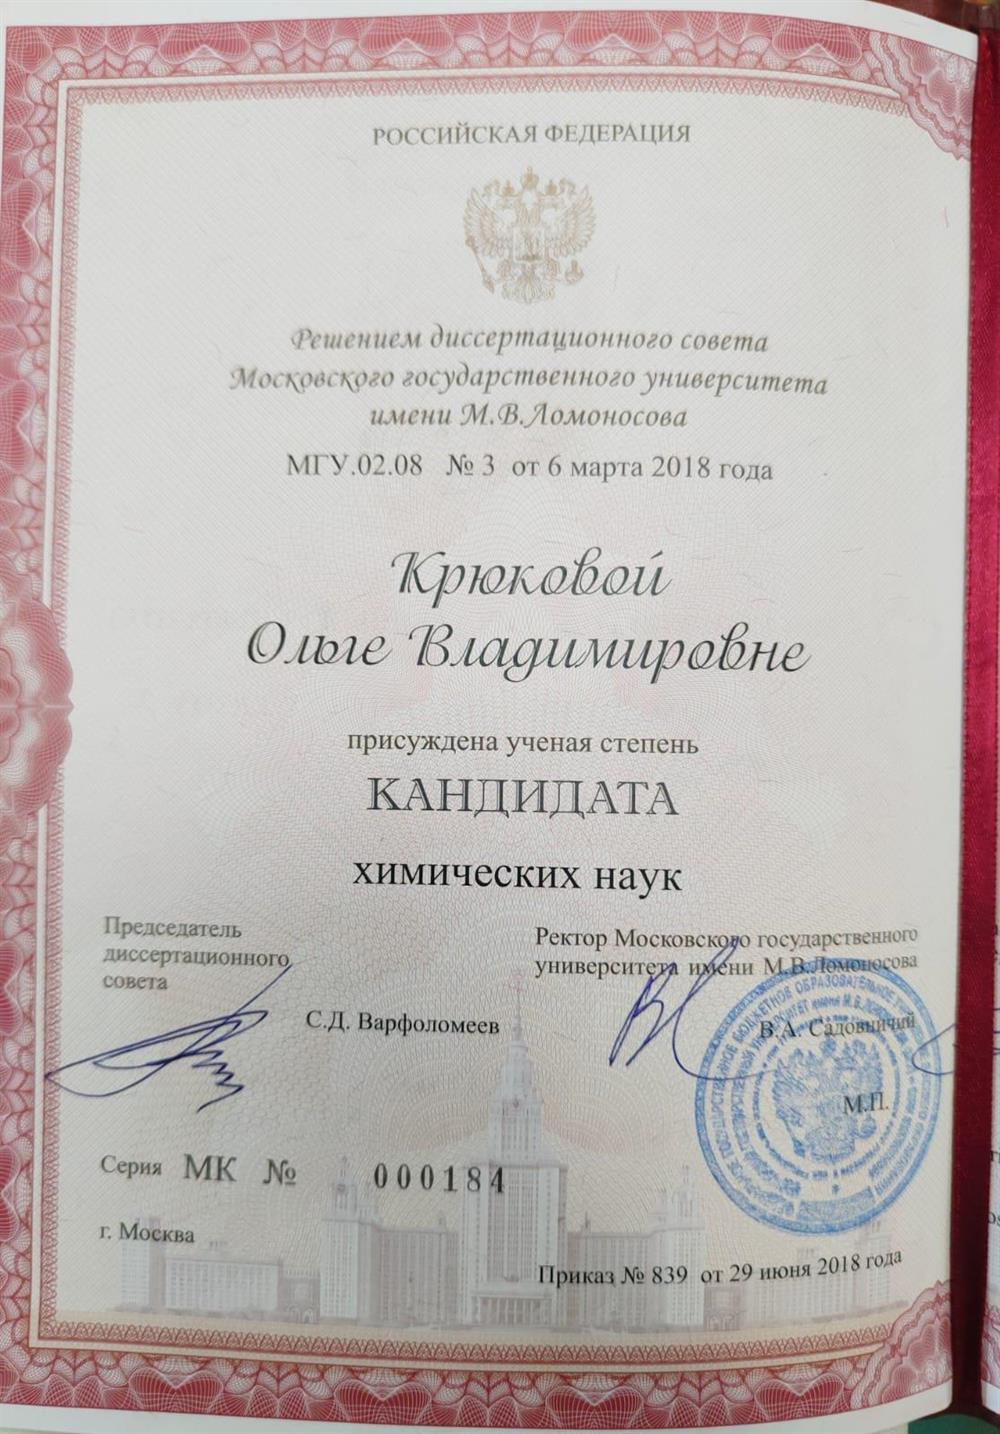 РОССИЙСКАЯ ФЕДЕРАЦИЯ
Решением диссертационного совета
Московского государственного университета
имени М.В.Ломоносова
МГУ.02.08 № 3 от 6 марта 2018 года
Крюковой
Ольге Владимировне
присуждена ученая степень
КАНДИДАТА
химических наук
Председатель
диссертационного
совета
С.Д. Варфоломеев
Ректор Московского государственного
университета имени М.В.Ломоносова
В.А. Садовничий
М.П.
Серия МК № 000184
г. Москва
Приказ № 839 от 29 июня 2018 года